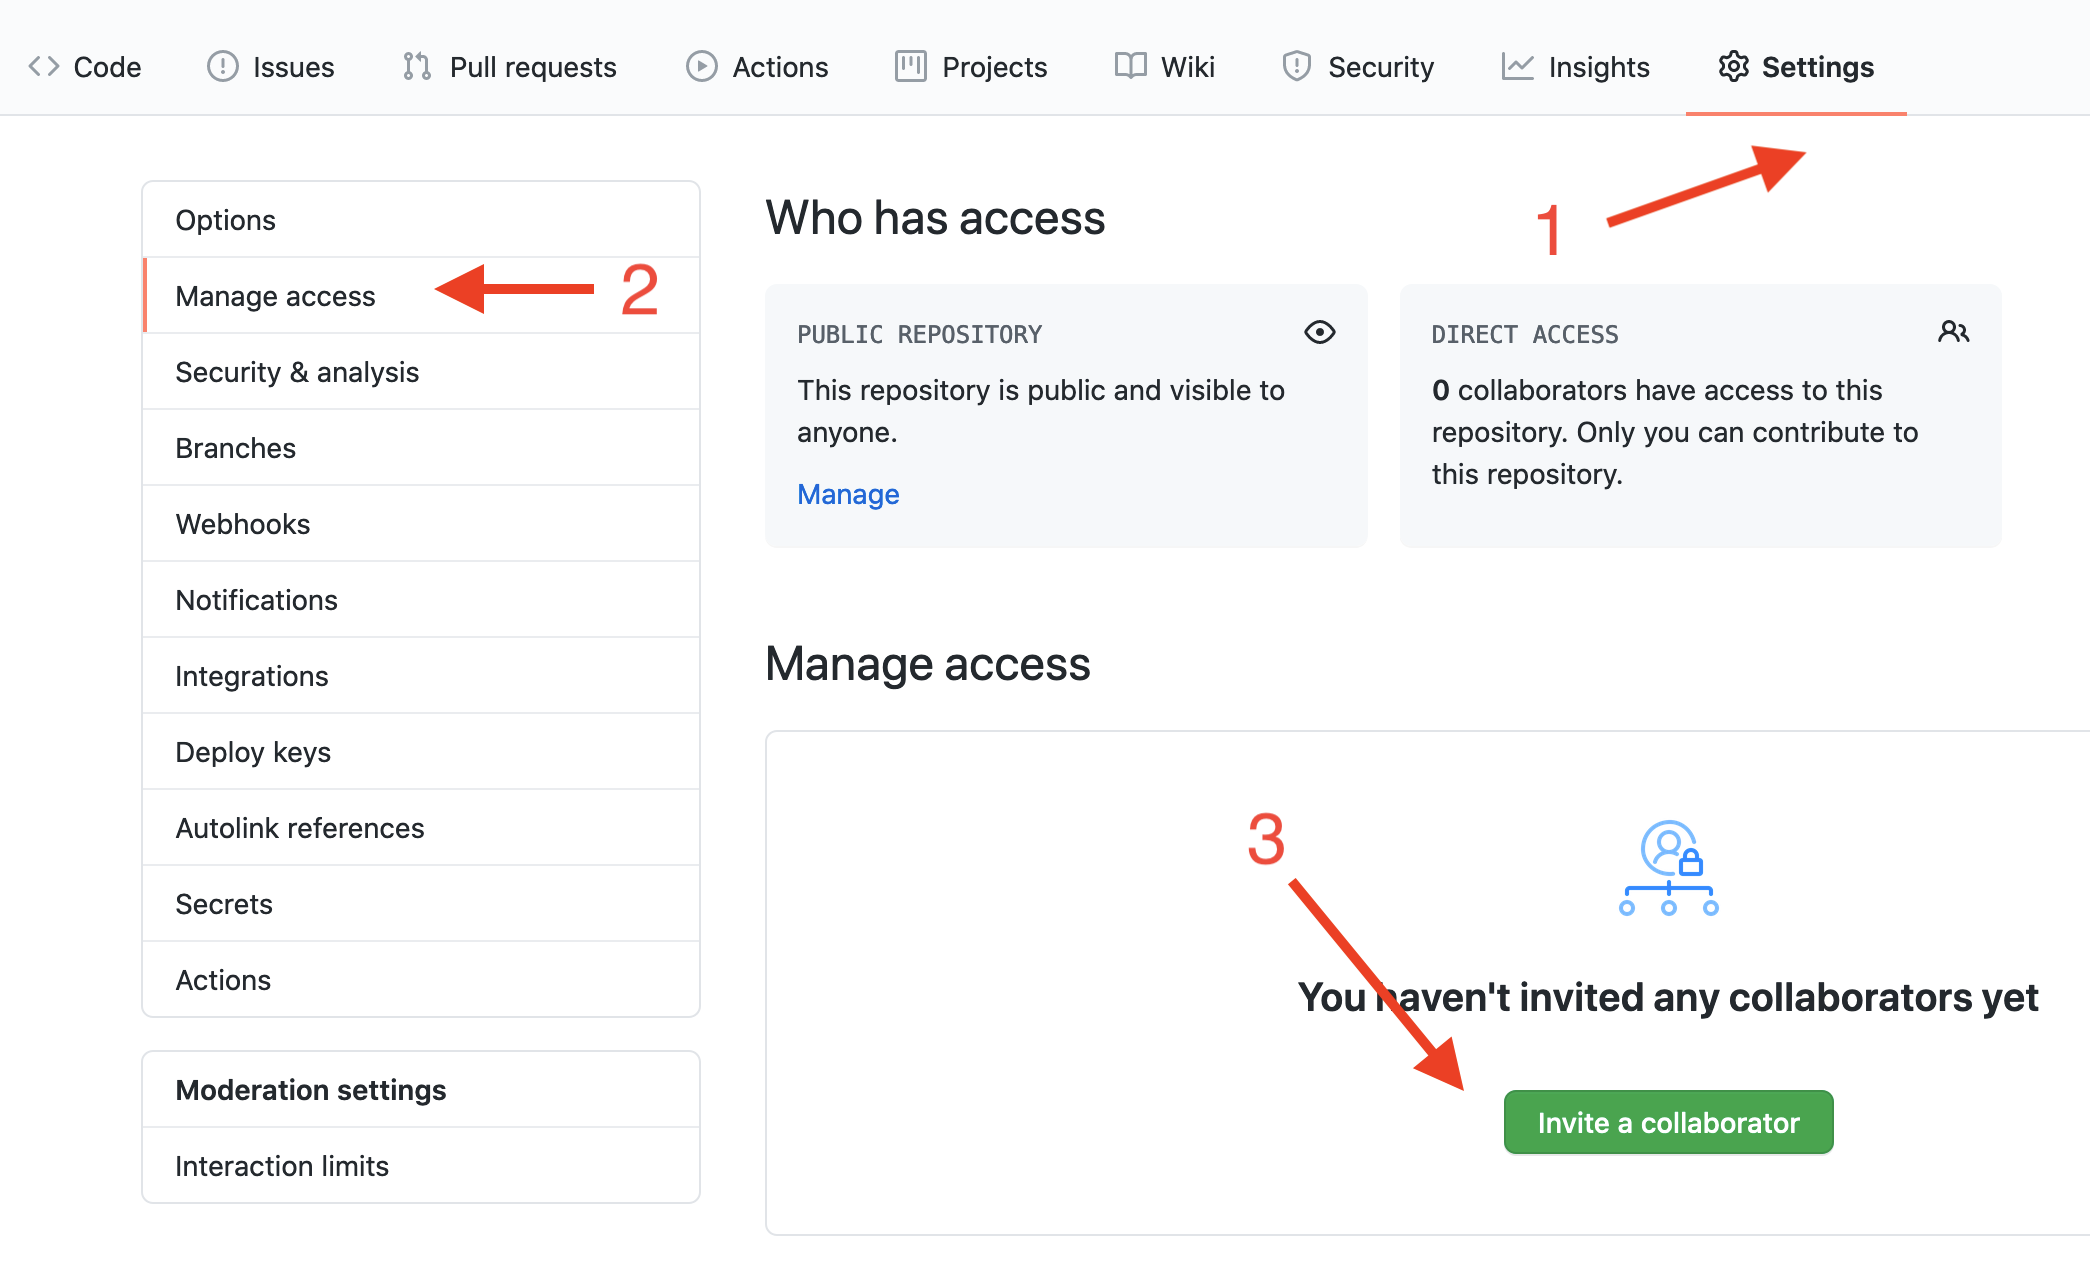 Code Issues Pull requests Actions Projects Wiki Security Insights Settings
1
Options
Manage access
2
Security & analysis
Branches
Webhooks
Notifications
Integrations
Deploy keys
Autolink references
Secrets
Actions
Moderation settings
Interaction limits
Who has access
PUBLIC REPOSITORY
This repository is public and visible to
anyone.
Manage
DIRECT ACCESS
0 collaborators have access to this
repository. Only you can contribute to
this repository.
Manage access
3
You haven't invited any collaborators yet
Invite a collaborator